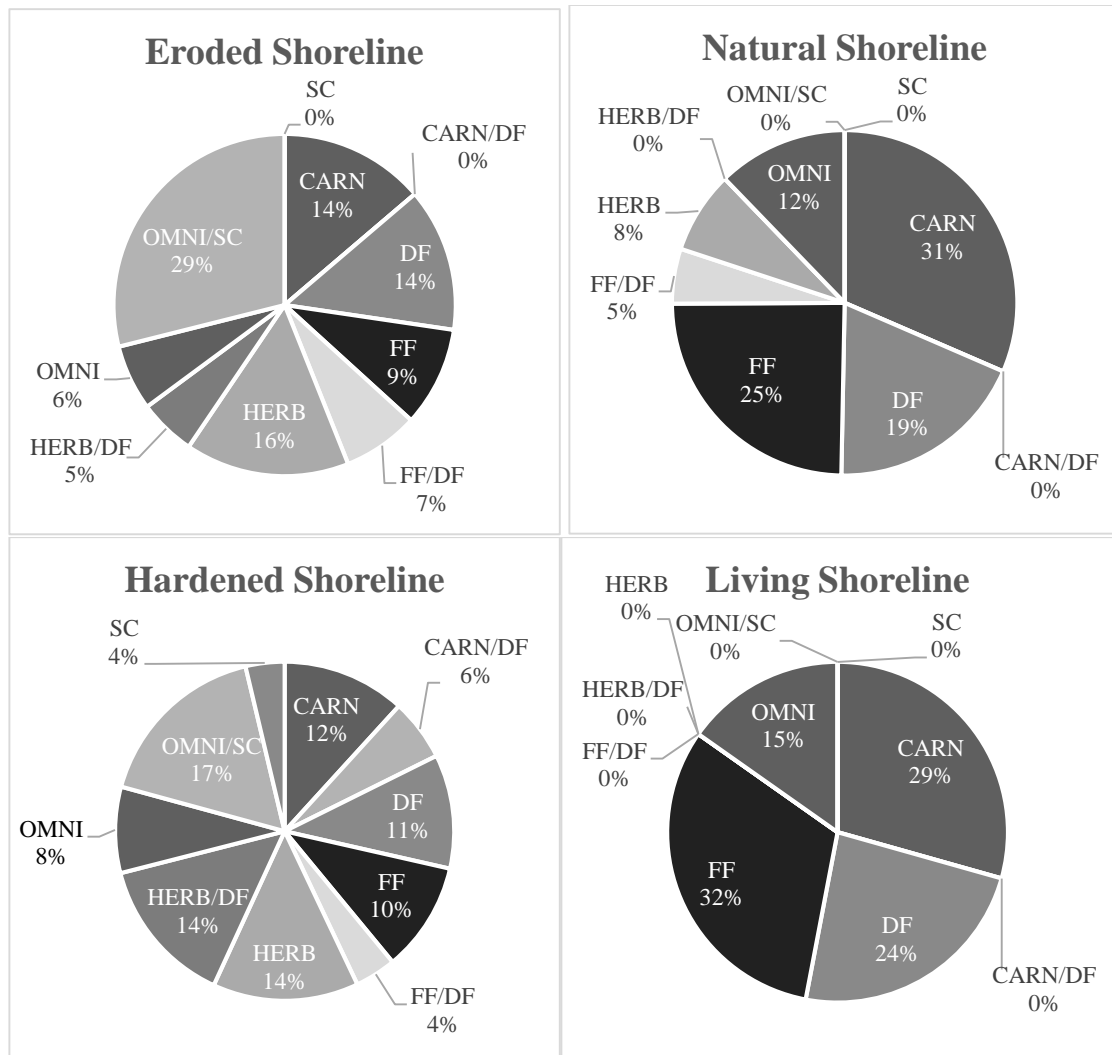 Eroded Shoreline
SC
0%
CARN/DF
0%
CARN
14%
DF
14%
FF
9%
FF/DF
7%
HERB
16%
HERB/DF
5%
OMNI
6%
OMNI/SC
29%
Natural Shoreline
SC
0%
OMNI/SC
0%
HERB/DF
0%
OMNI
12%
HERB
8%
CARN
31%
FF/DF
5%
FF
25%
DF
19%
CARN/DF
0%
Hardened Shoreline
SC
4%
CARN/DF
6%
CARN
12%
OMNI/SC
17%
DF
11%
OMNI
8%
FF
10%
HERB/DF
14%
HERB
14%
FF/DF
4%
Living Shoreline
HERB
0%
OMNI/SC
0%
SC
0%
HERB/DF
0%
OMNI
15%
FF/DF
0%
CARN
29%
FF
32%
DF
24%
CARN/DF
0%